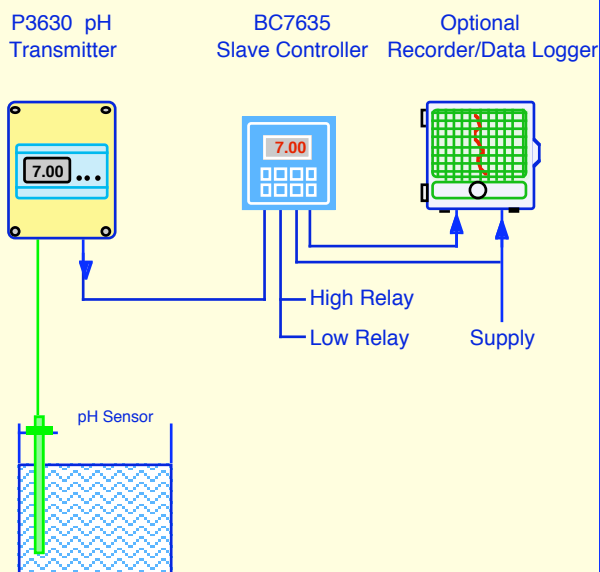 P3630 pH
Transmitter
BC7635
Slave Controller
Optional
Recorder/Data Logger
7.00
7.00
High Relay
Low Relay
Supply
pH Sensor